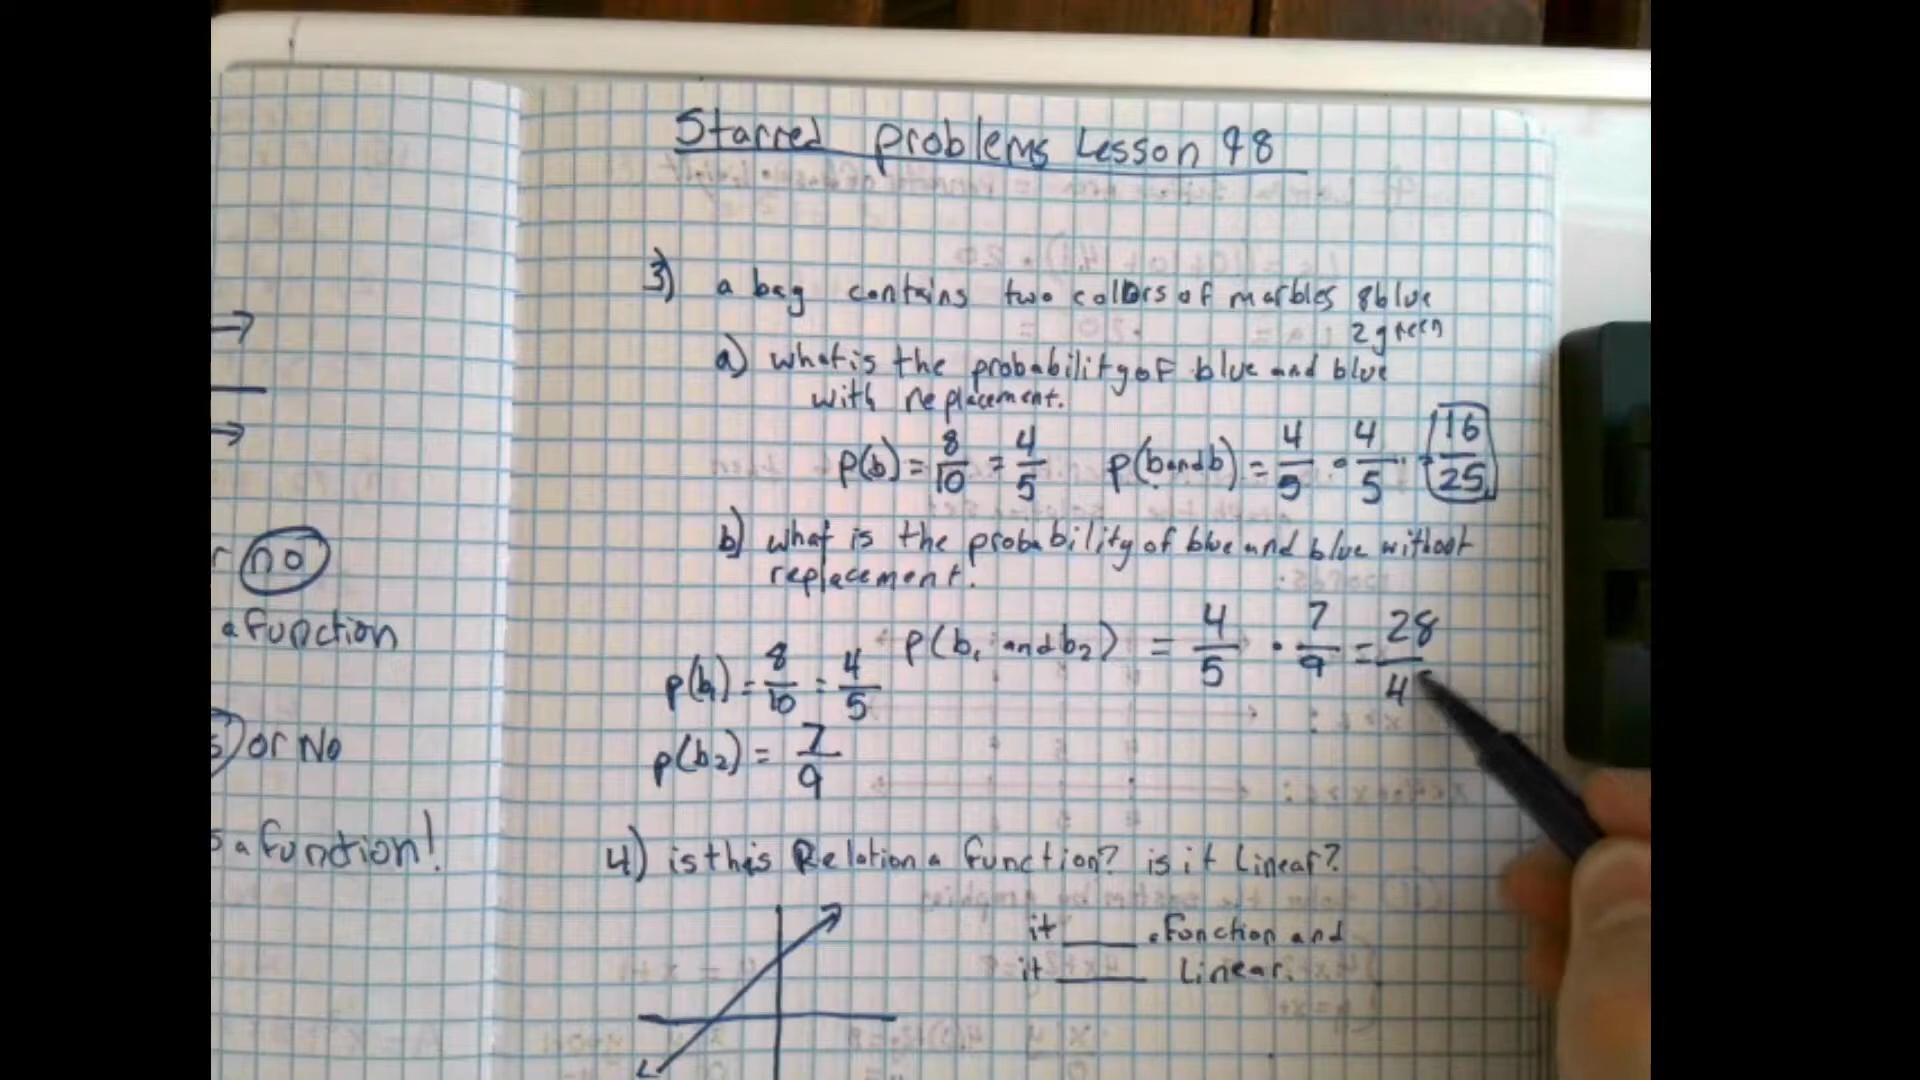 Starred problems Lesson 98
3) a bag contains two colors of marbles 8 blue
2 green
a) what is the probability of blue and blue
with replacement.
p(b) = 8/10 = 4/5 p(b and b) = 4/5 · 4/5 = 16/25
b) what is the probability of blue and blue without
replacement.
p(b1 and b2) = 4/5 · 7/9 = 28/4
p(b1) = 8/10 = 4/5
p(b2) = 7/9
4) is this Relation a function? is it Linear?
it ____ a function and
it ____ Linear.
no
a function
or No
a function!